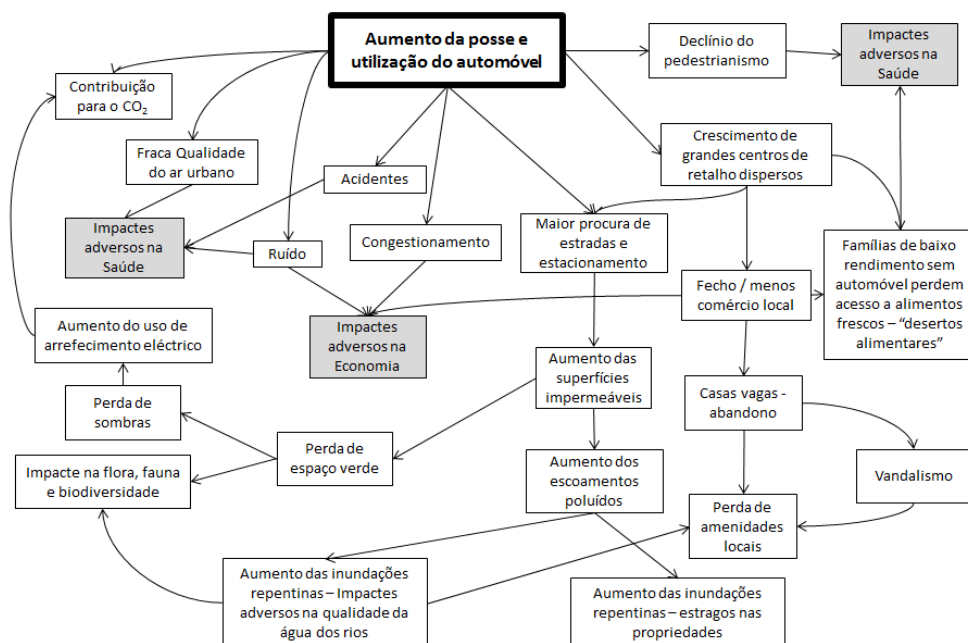 Aumento da posse e
utilização do automóvel
Declínio do
pedestrianismo
Impactes
adversos na
Saúde
Contribuição
para o CO₂
Fraca Qualidade
do ar urbano
Acidentes
Crescimento de
grandes centros de
retalho dispersos
Impactes
adversos na
Saúde
Ruído
Congestionamento
Maior procura de
estradas e
estacionamento
Fecho / menos
comércio local
Famílias de baixo
rendimento sem
automóvel perdem
acesso a alimentos
frescos – “desertos
alimentares”
Aumento do uso de
arrefecimento eléctrico
Impactes
adversos na
Economia
Aumento das
superfícies
impermeáveis
Casas vagas -
abandono
Perda de
sombras
Perda de
espaço verde
Impacte na flora, fauna
e biodiversidade
Aumento dos
escoamentos
poluídos
Vandalismo
Perda de
amenidades
locais
Aumento das inundações
repentinas – Impactes
adversos na qualidade da
água dos rios
Aumento das inundações
repentinas – estragos nas
propriedades